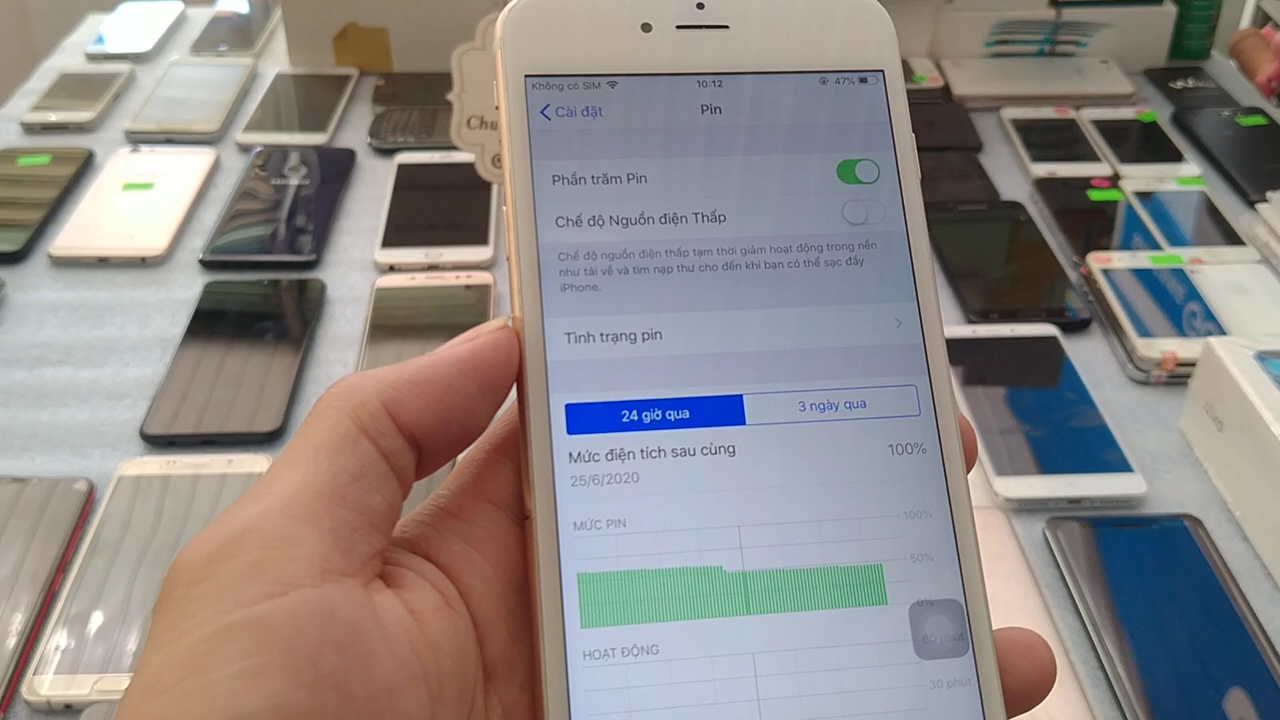 Không có SIM
10:12
47%
Cài đặt
Pin
Phần trăm Pin
Chế độ Nguồn điện Thấp
Chế độ nguồn điện thấp tạm thời giảm hoạt động trong nền
như tải về và tìm nạp thư cho đến khi bạn có thể sạc đầy
iPhone.
Tình trạng pin
24 giờ qua
3 ngày qua
Mức điện tích sau cùng
100%
25/6/2020
MỨC PIN
100%
50%
0%
HOẠT ĐỘNG
60 phút
30 phút
Chu